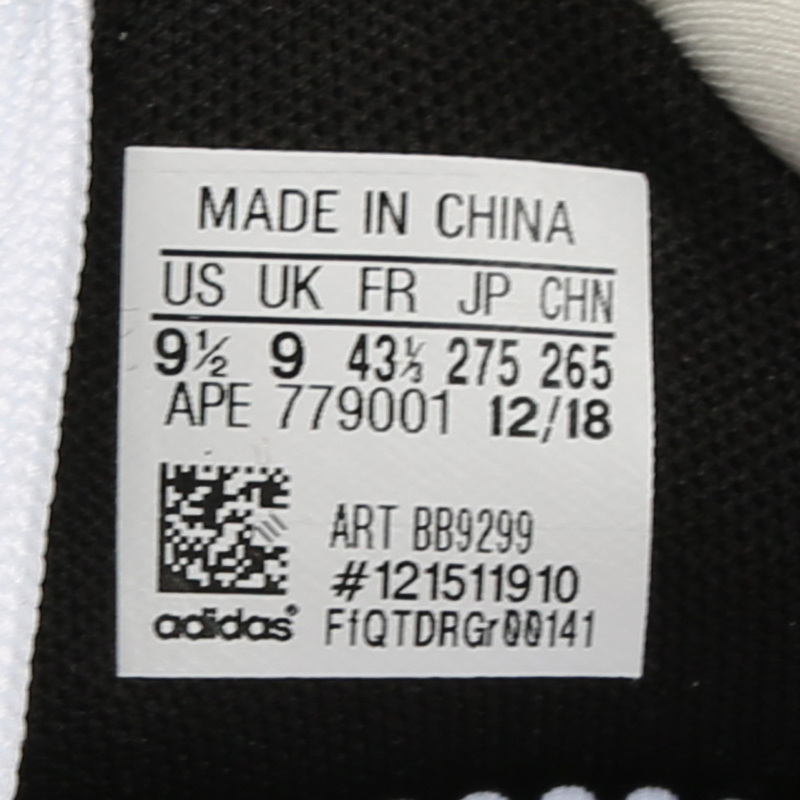 MADE IN CHINA
US UK FR JP CHN
9½ 9 43⅓ 275 265
APE 779001 12/18
ART BB9299
#121511910
adidas® FfQTDRGr00141